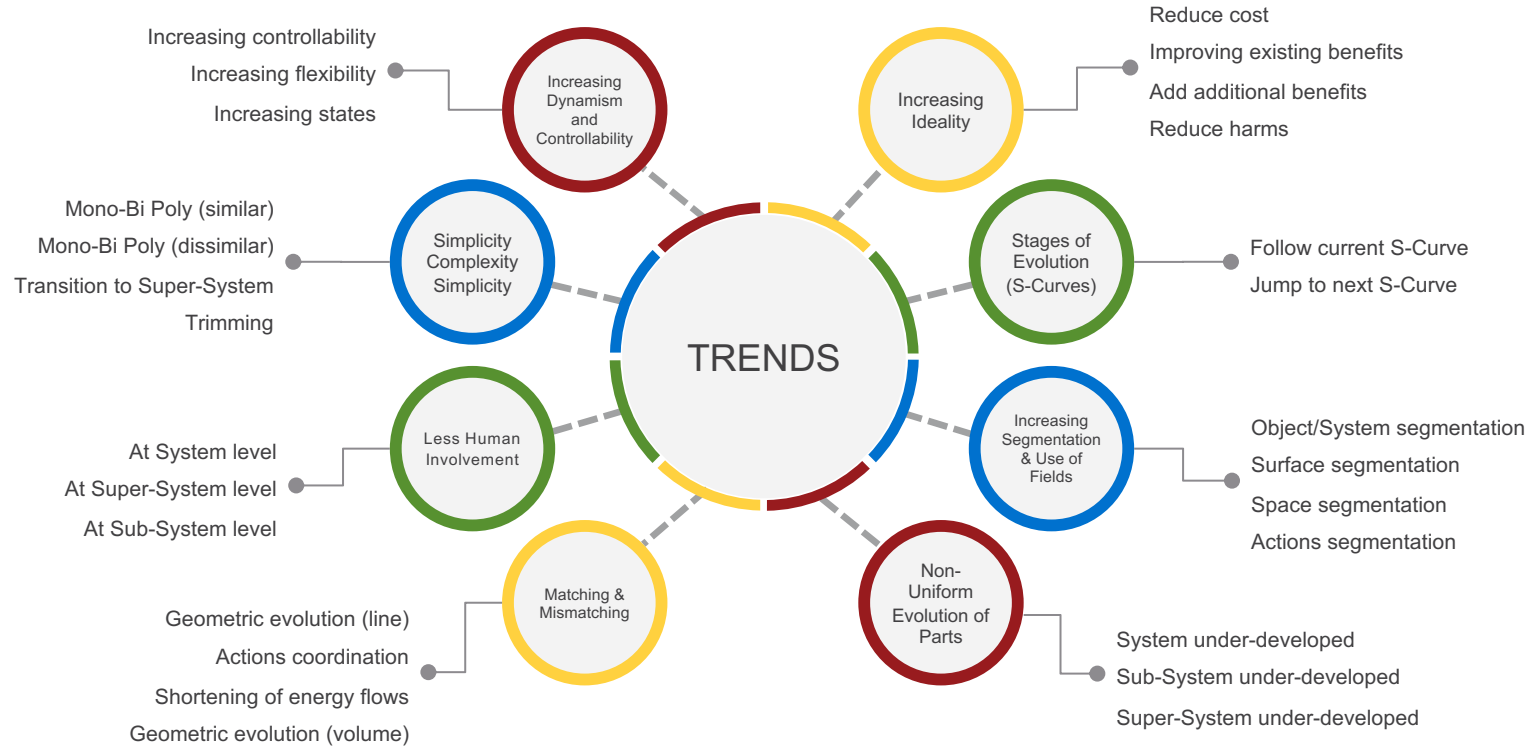 TRENDS
Increasing
Ideality
Reduce cost
Improving existing benefits
Add additional benefits
Reduce harms
Stages of
Evolution
(S-Curves)
Follow current S-Curve
Jump to next S-Curve
Increasing
Segmentation
& Use of
Fields
Object/System segmentation
Surface segmentation
Space segmentation
Actions segmentation
Non-
Uniform
Evolution of
Parts
System under-developed
Sub-System under-developed
Super-System under-developed
Matching &
Mismatching
Geometric evolution (line)
Actions coordination
Shortening of energy flows
Geometric evolution (volume)
Less Human
Involvement
At System level
At Super-System level
At Sub-System level
Simplicity
Complexity
Simplicity
Mono-Bi Poly (similar)
Mono-Bi Poly (dissimilar)
Transition to Super-System
Trimming
Increasing
Dynamism
and
Controllability
Increasing controllability
Increasing flexibility
Increasing states